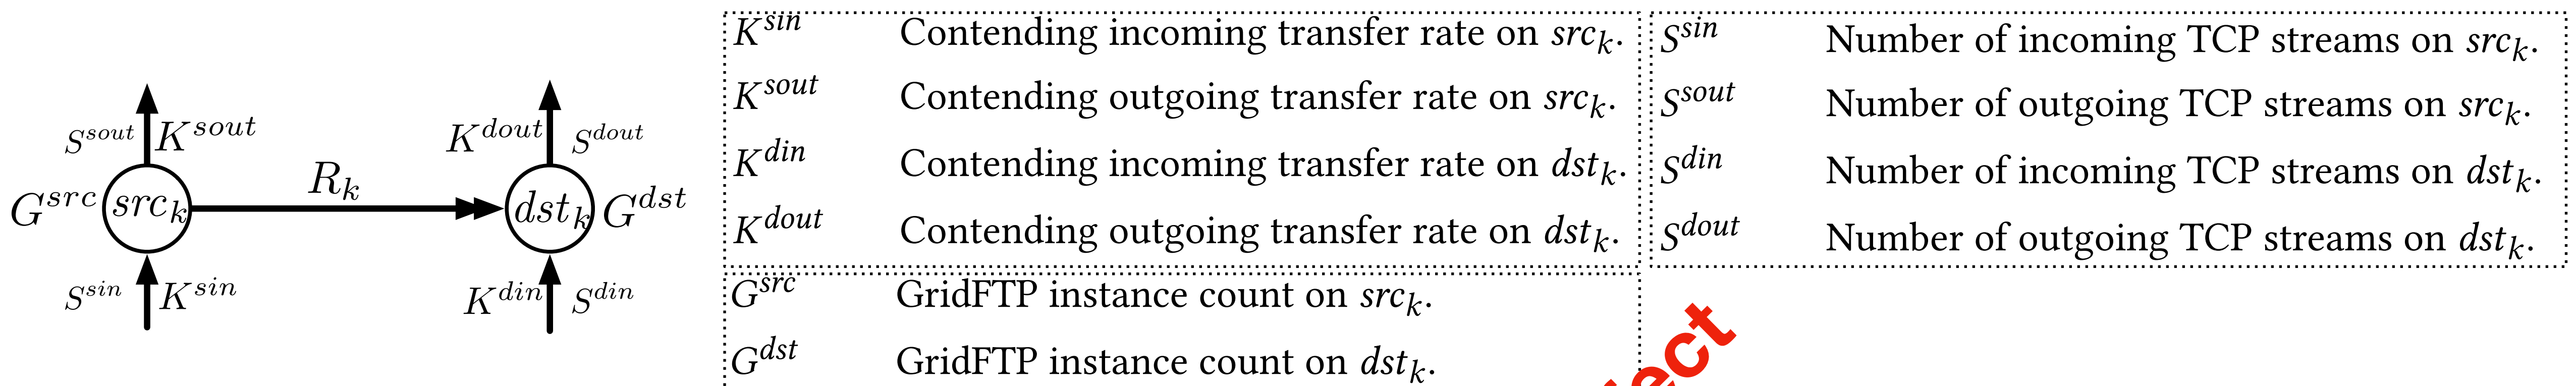 S^{sout} K^{sout} K^{dout} S^{dout}
R_k
G^{src} src_k dst_k G^{dst}
S^{sin} K^{sin} K^{din} S^{din}
K^{sin} Contending incoming transfer rate on src_k.
K^{sout} Contending outgoing transfer rate on src_k.
K^{din} Contending incoming transfer rate on dst_k.
K^{dout} Contending outgoing transfer rate on dst_k.
S^{sin} Number of incoming TCP streams on src_k.
S^{sout} Number of outgoing TCP streams on src_k.
S^{din} Number of incoming TCP streams on dst_k.
S^{dout} Number of outgoing TCP streams on dst_k.
G^{src} GridFTP instance count on src_k.
G^{dst} GridFTP instance count on dst_k.